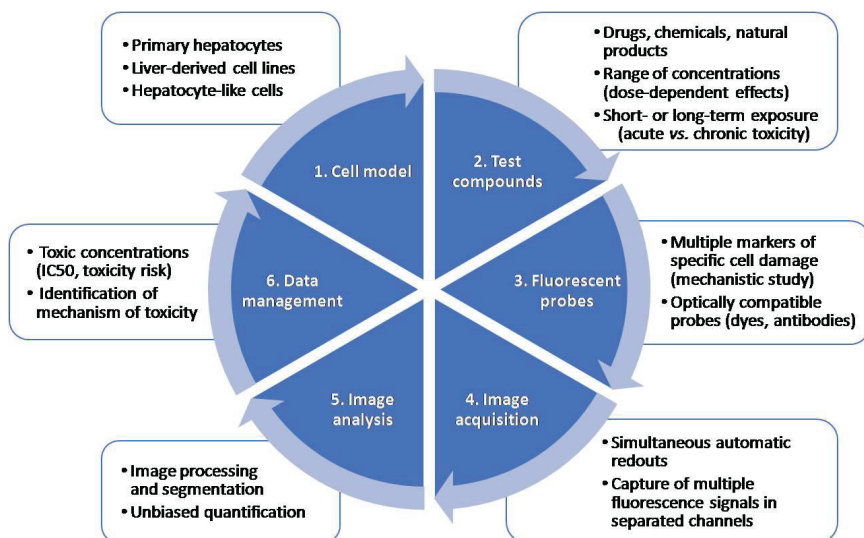 • Primary hepatocytes
• Liver-derived cell lines
• Hepatocyte-like cells
1. Cell model
• Drugs, chemicals, natural
products
• Range of concentrations
(dose-dependent effects)
• Short- or long-term exposure
(acute vs. chronic toxicity)
2. Test
compounds
• Multiple markers of
specific cell damage
(mechanistic study)
• Optically compatible
probes (dyes, antibodies)
3. Fluorescent
probes
• Simultaneous automatic
redouts
• Capture of multiple
fluorescence signals in
separated channels
4. Image
acquisition
• Image processing
and segmentation
• Unbiased quantification
5. Image
analysis
• Toxic concentrations
(IC50, toxicity risk)
• Identification of
mechanism of toxicity
6. Data
management